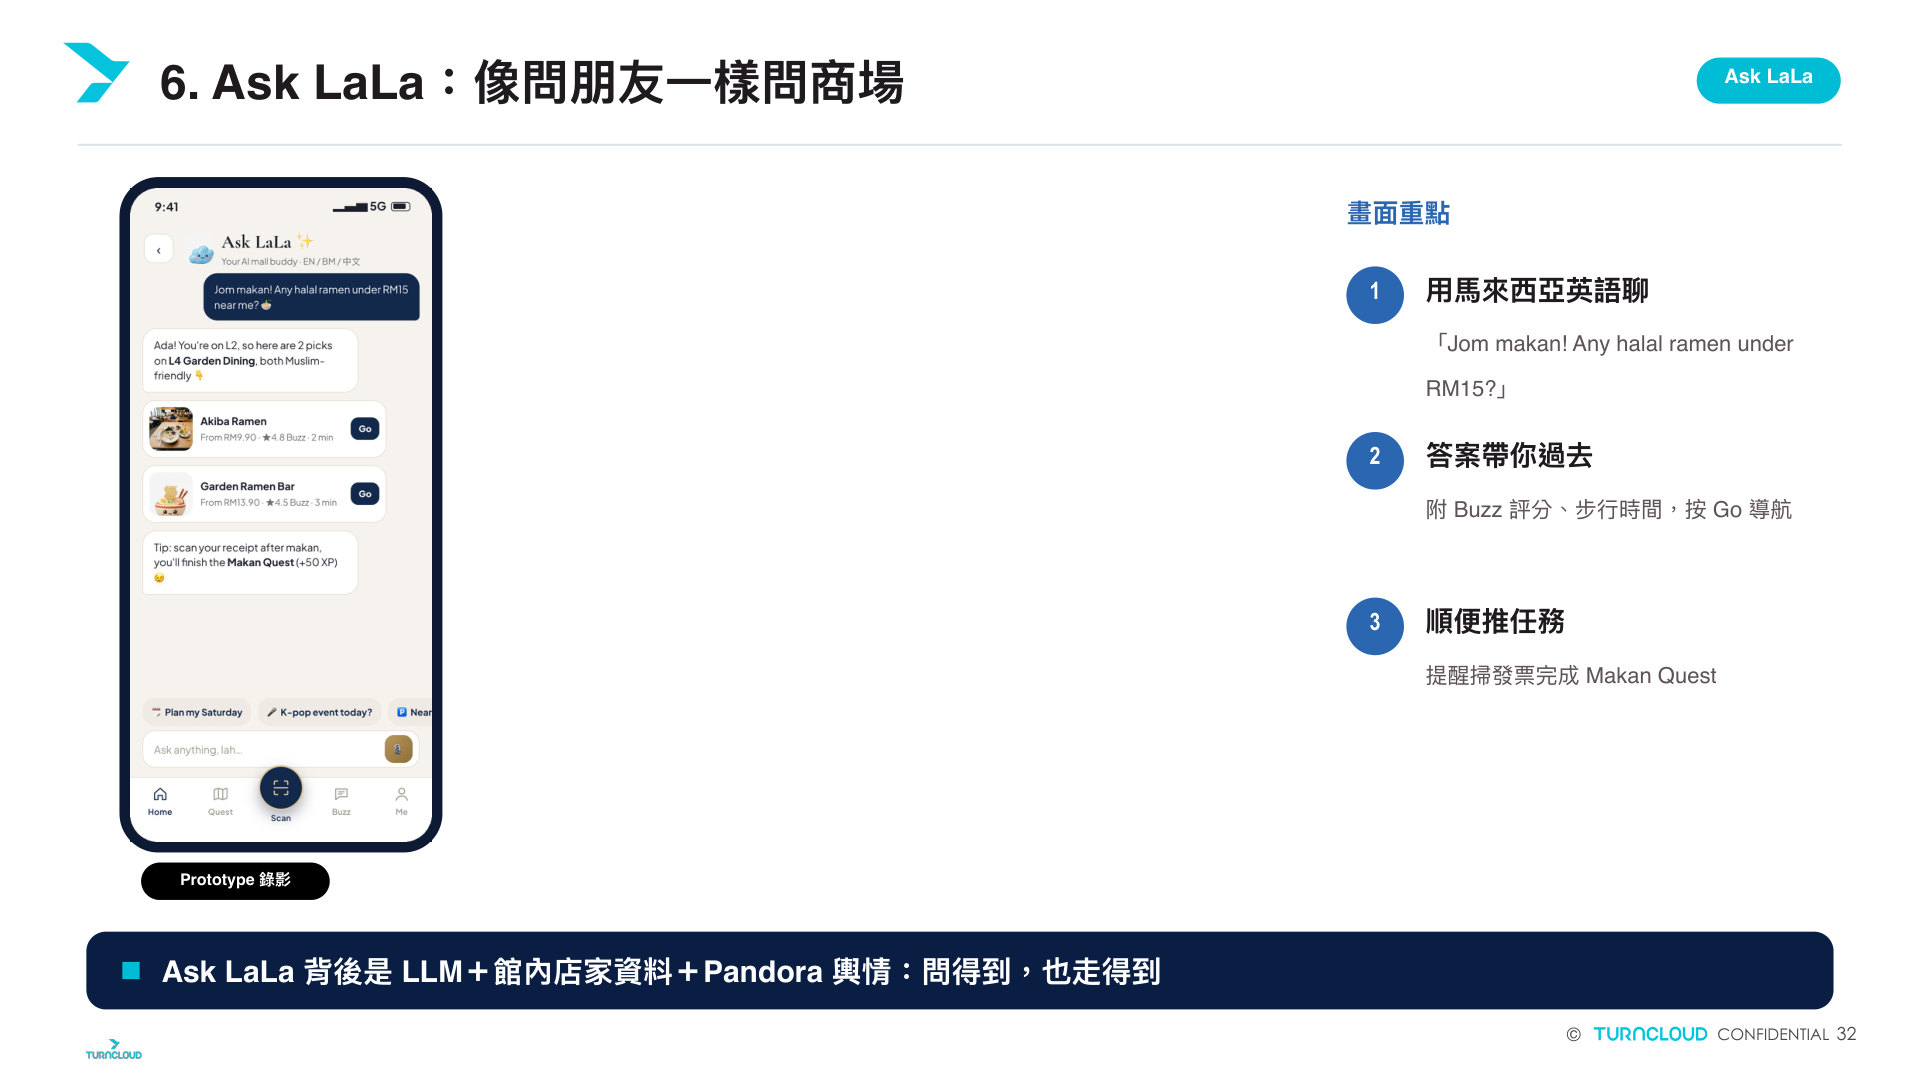 6. Ask LaLa：像問朋友一樣問商場
Ask LaLa
9:41
5G
Ask LaLa ✨
Your AI mall buddy · EN / BM / 中文
Jom makan! Any halal ramen under RM15
near me? 🍜
Ada! You're on L2, so here are 2 picks
on L4 Garden Dining, both Muslim-
friendly 👇
Akiba Ramen
From RM9.90 · ★4.8 Buzz · 2 min
Go
Garden Ramen Bar
From RM13.90 · ★4.5 Buzz · 3 min
Go
Tip: scan your receipt after makan,
you'll finish the Makan Quest (+50 XP)
😉
Plan my Saturday
K-pop event today?
🅿️ Near
Ask anything, lah...
Home
Quest
Scan
Buzz
Me
Prototype 錄影
畫面重點
1
用馬來西亞英語聊
「Jom makan! Any halal ramen under
RM15?」
2
答案帶你過去
附 Buzz 評分、步行時間，按 Go 導航
3
順便推任務
提醒掃發票完成 Makan Quest
Ask LaLa 背後是 LLM＋館內店家資料＋Pandora 輿情：問得到，也走得到
TURNCLOUD
© TURNCLOUD CONFIDENTIAL 32